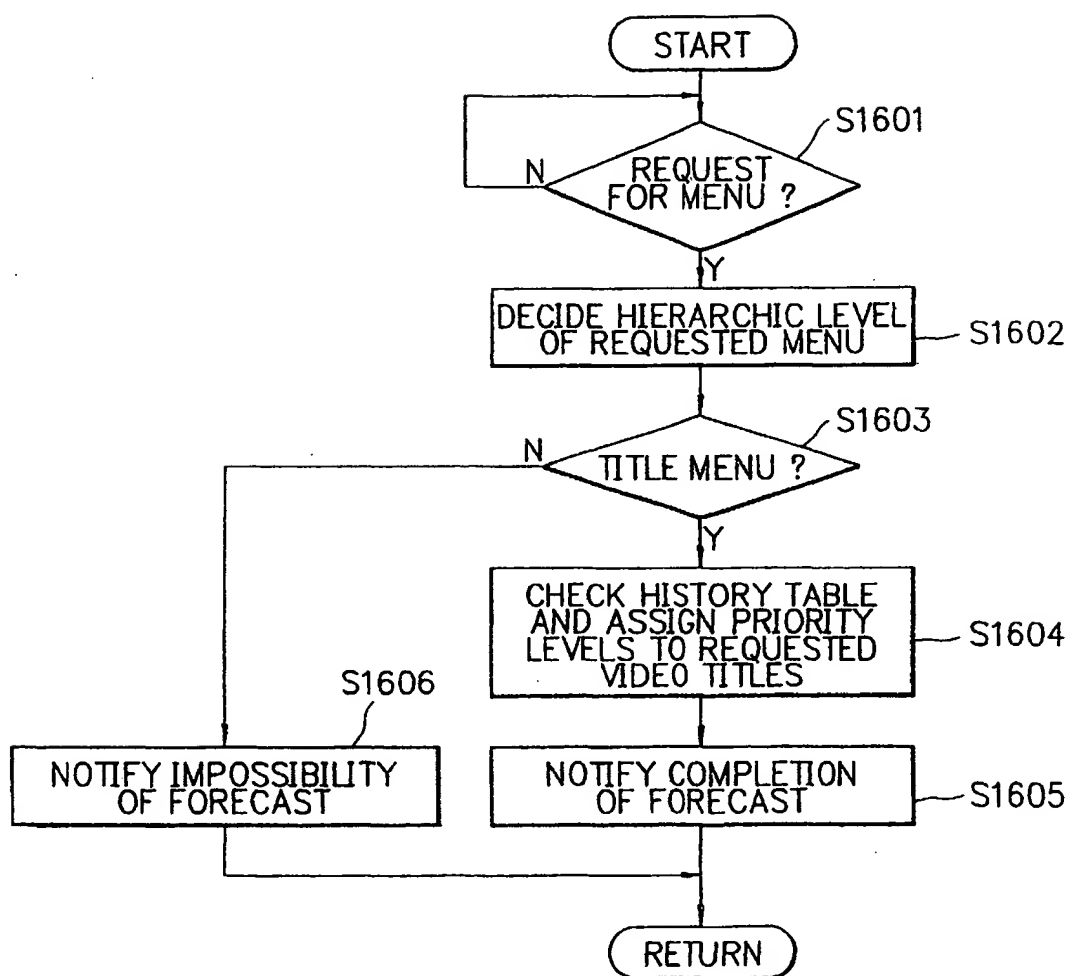 START
S1601
N
REQUEST
FOR MENU ?
Y
DECIDE HIERARCHIC LEVEL
OF REQUESTED MENU
S1602
S1603
N
TITLE MENU ?
Y
CHECK HISTORY TABLE
AND ASSIGN PRIORITY
LEVELS TO REQUESTED
VIDEO TITLES
S1604
S1606
NOTIFY IMPOSSIBILITY
OF FORECAST
NOTIFY COMPLETION
OF FORECAST
S1605
RETURN